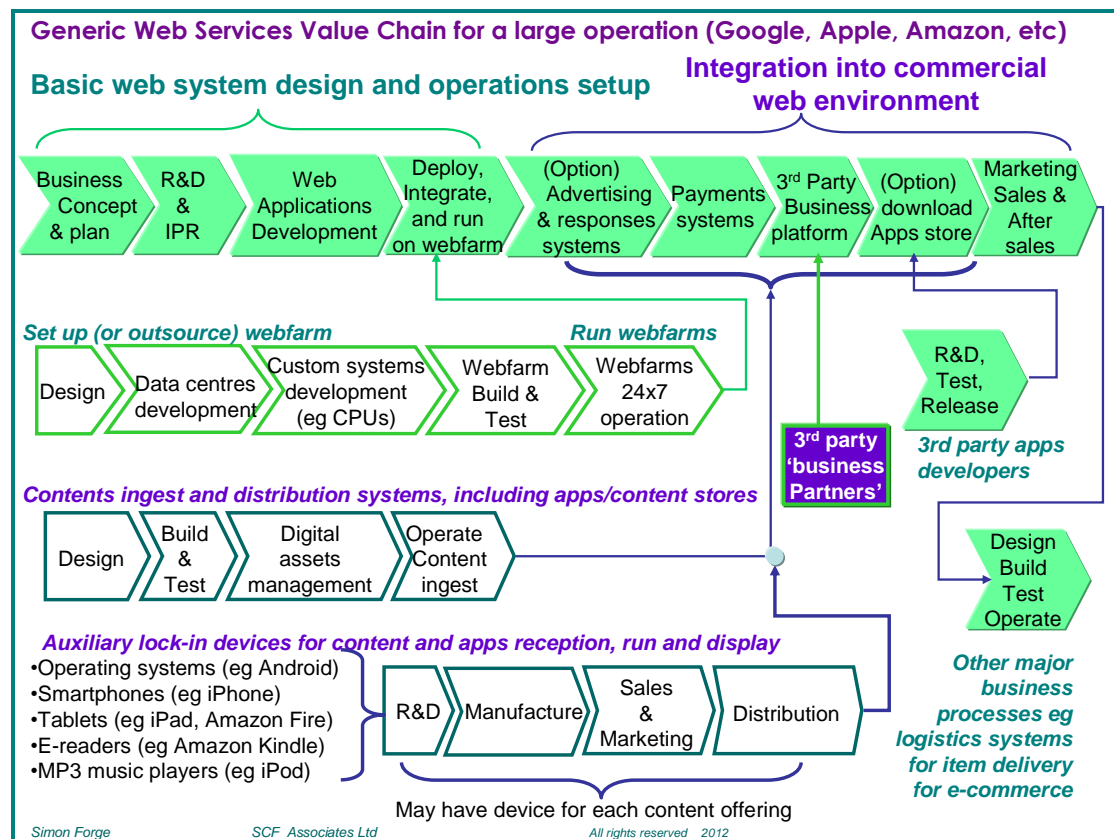 Generic Web Services Value Chain for a large operation (Google, Apple, Amazon, etc)
Basic web system design and operations setup
Integration into commercial
web environment
Business
Concept
& plan
R&D
&
IPR
Web
Applications
Development
Deploy,
Integrate,
and run
on webfarm
(Option)
Advertising
& responses
systems
Payments
systems
3rd Party
Business
platform
(Option)
download
Apps store
Marketing
Sales &
After
sales
Set up (or outsource) webfarm
Run webfarms
Design
Data centres
development
Custom systems
development
(eg CPUs)
Webfarm
Build &
Test
Webfarms
24x7
operation
R&D,
Test,
Release
3rd party apps
developers
3rd party
‘business
Partners’
Contents ingest and distribution systems, including apps/content stores
Design
Build
&
Test
Digital
assets
management
Operate
Content
ingest
Design
Build
Test
Operate
Other major
business
processes eg
logistics systems
for item delivery
for e-commerce
Auxiliary lock-in devices for content and apps reception, run and display
•Operating systems (eg Android)
•Smartphones (eg iPhone)
•Tablets (eg iPad, Amazon Fire)
•E-readers (eg Amazon Kindle)
•MP3 music players (eg iPod)
R&D
Manufacture
Sales
&
Marketing
Distribution
May have device for each content offering
Simon Forge SCF Associates Ltd All rights reserved 2012